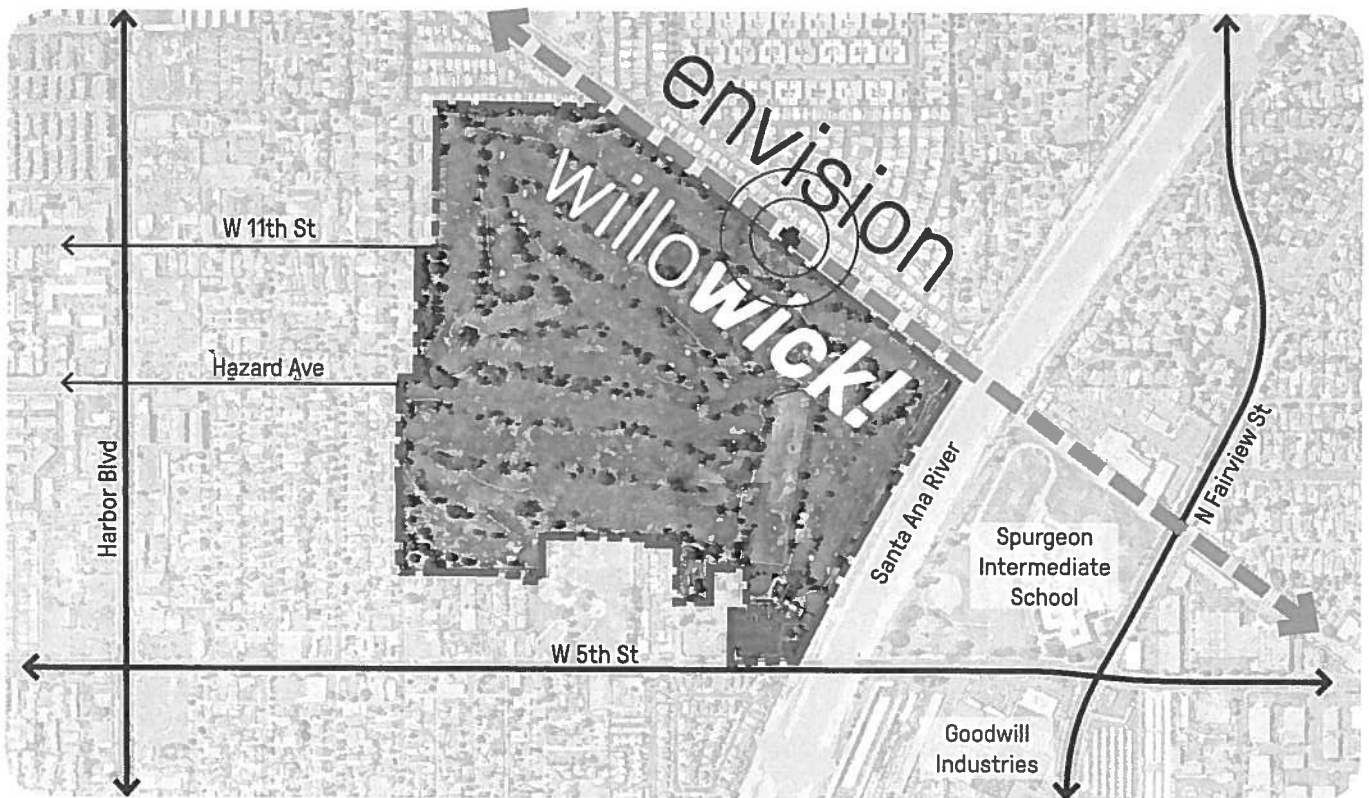 envision
willowick!
W 11th St
Hazard Ave
Harbor Blvd
N Fairview St
Santa Ana River
Spurgeon
Intermediate
School
W 5th St
Goodwill
Industries